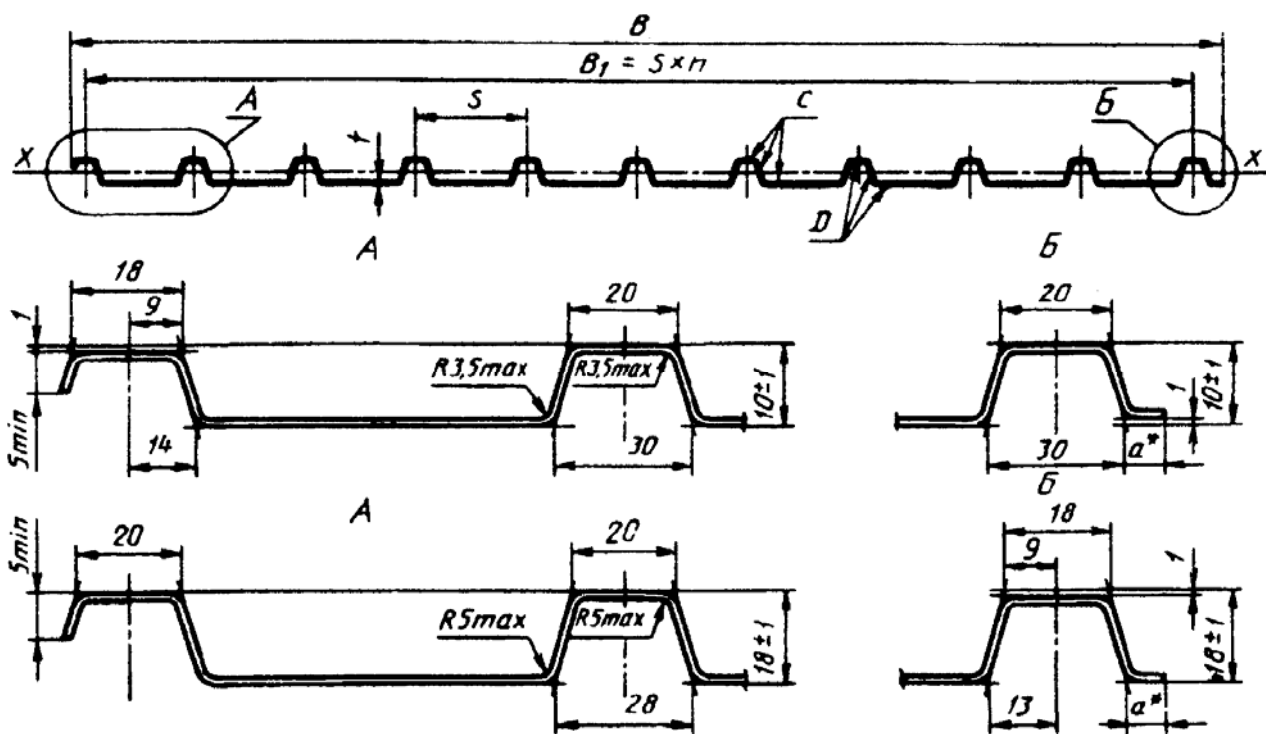 B
B₁ = S×n
A
S
C
Б
t
X
X
D
A
Б
18
9
20
20
1
R3,5max
R3,5max
10±1
1
10±1
5min
14
30
30
a*
A
Б
20
20
18
9
1
5min
R5max
R5max
18±1
18±1
28
13
a*